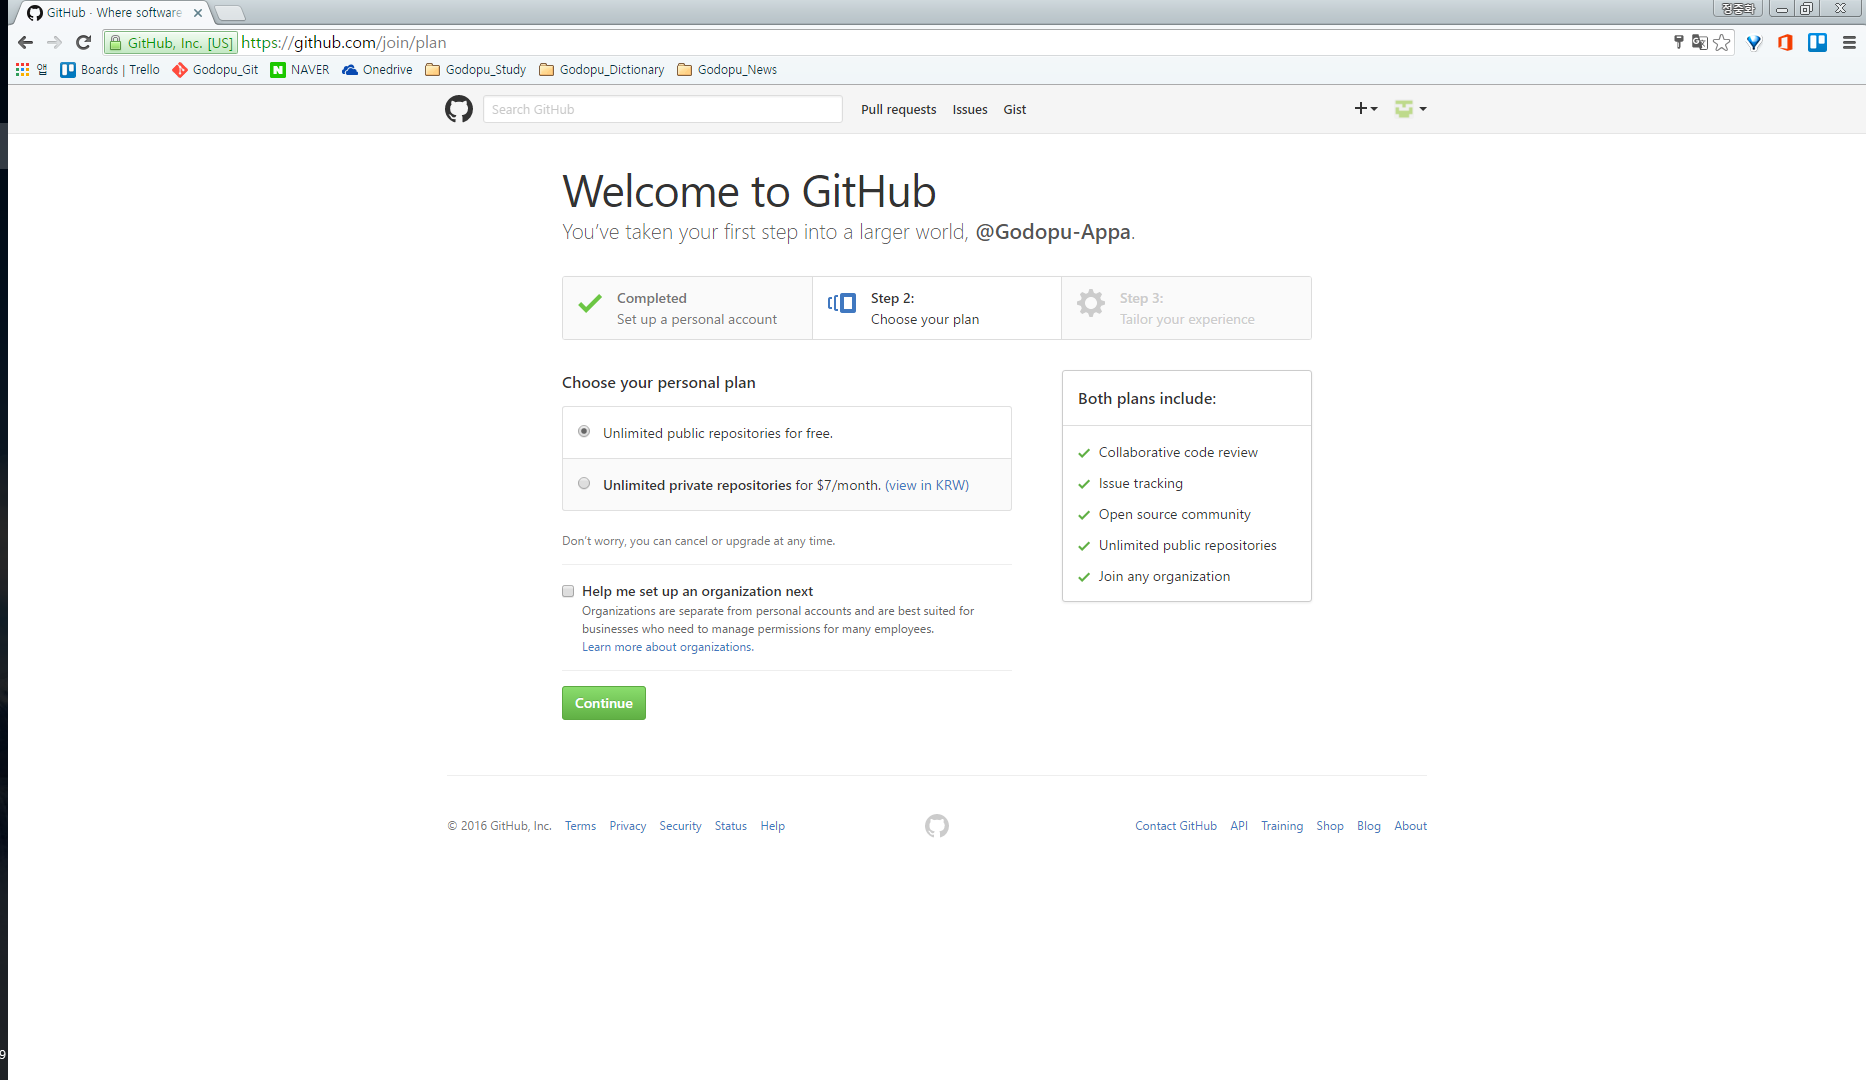 GitHub - Where software
정중화
GitHub, Inc. [US] https://github.com/join/plan
앱 Boards | Trello Godopu_Git NAVER Onedrive Godopu_Study Godopu_Dictionary Godopu_News
Search GitHub Pull requests Issues Gist
Welcome to GitHub
You’ve taken your first step into a larger world, @Godopu-Appa.
Completed
Set up a personal account
Step 2:
Choose your plan
Step 3:
Tailor your experience
Choose your personal plan
Unlimited public repositories for free.
Unlimited private repositories for $7/month. (view in KRW)
Don’t worry, you can cancel or upgrade at any time.
Help me set up an organization next
Organizations are separate from personal accounts and are best suited for
businesses who need to manage permissions for many employees.
Learn more about organizations.
Continue
Both plans include:
Collaborative code review
Issue tracking
Open source community
Unlimited public repositories
Join any organization
© 2016 GitHub, Inc. Terms Privacy Security Status Help
Contact GitHub API Training Shop Blog About
9